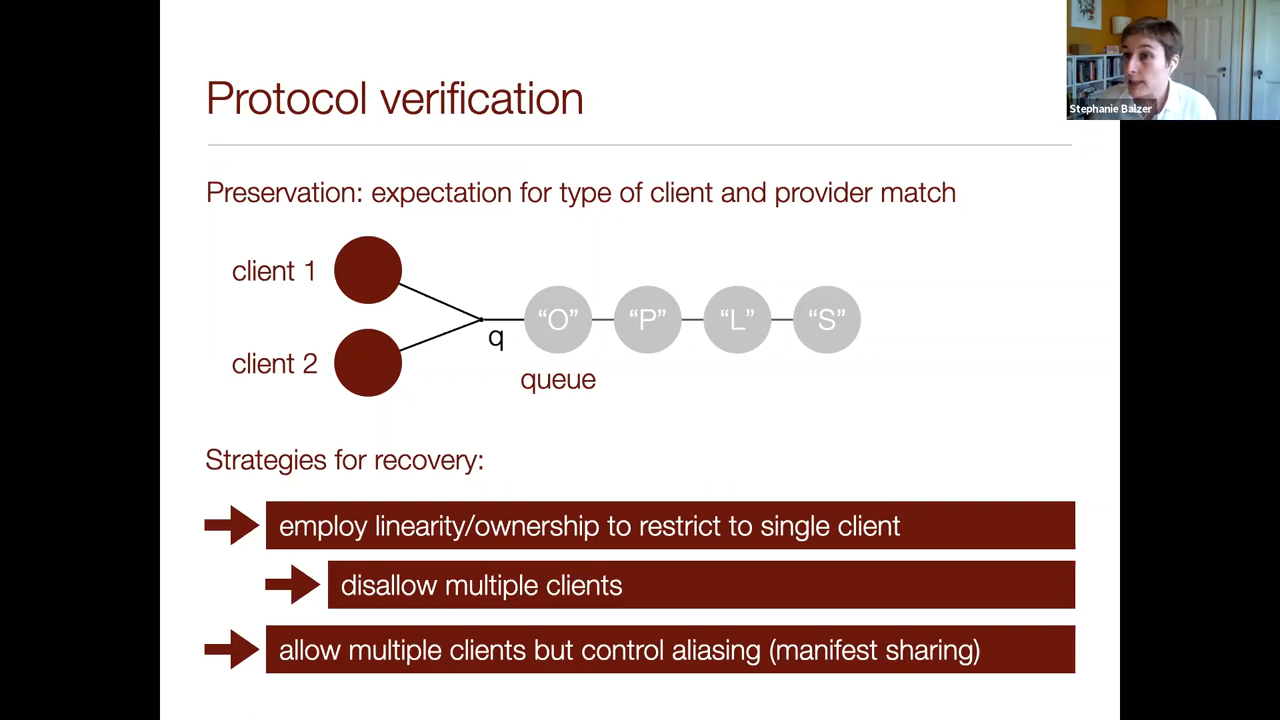 Protocol verification
Stephanie Balzer
Preservation: expectation for type of client and provider match
client 1
client 2
q
“O”
“P”
“L”
“S”
queue
Strategies for recovery:
employ linearity/ownership to restrict to single client
disallow multiple clients
allow multiple clients but control aliasing (manifest sharing)